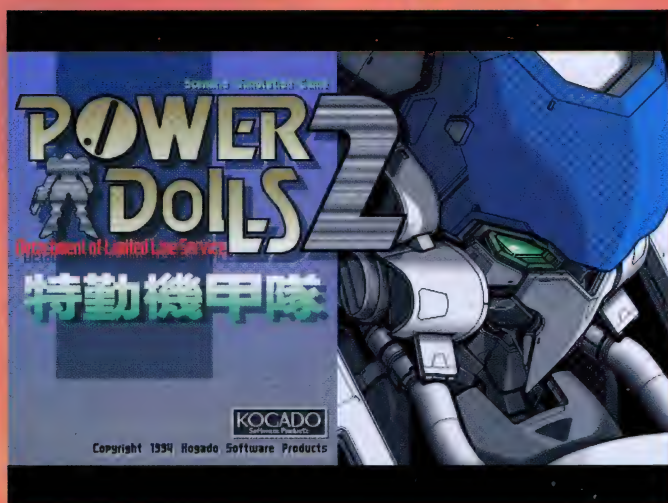 Scenario Simulation Game
POWER
DOLLS 2
Detachment of Limited Line Service
特勤機甲隊
KOGADO
Software Products
Copyright 1994 Kogado Software Products